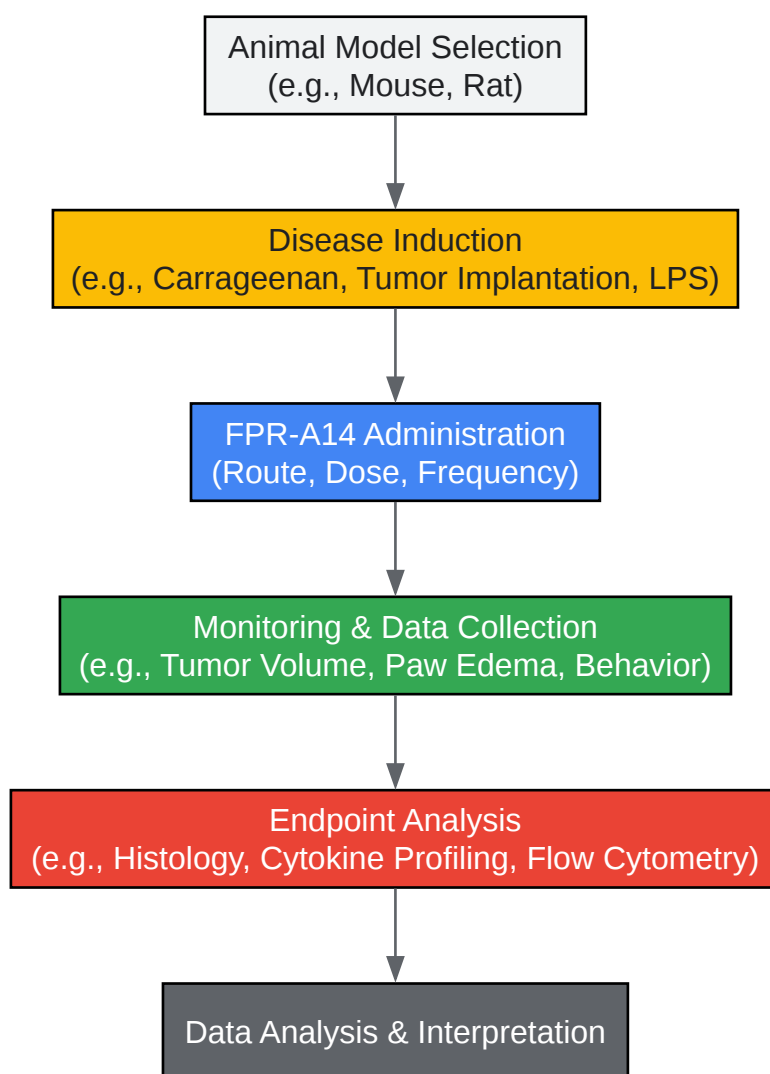 Animal Model Selection
(e.g., Mouse, Rat)
Disease Induction
(e.g., Carrageenan, Tumor Implantation, LPS)
FPR-A14 Administration
(Route, Dose, Frequency)
Monitoring & Data Collection
(e.g., Tumor Volume, Paw Edema, Behavior)
Endpoint Analysis
(e.g., Histology, Cytokine Profiling, Flow Cytometry)
Data Analysis & Interpretation